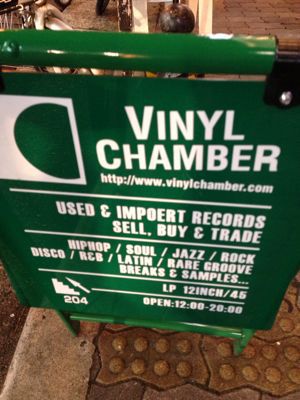 VINYL
CHAMBER
http://www.vinylchamber.com
USED & IMPOERT RECORDS
SELL, BUY & TRADE
HIPHOP / SOUL / JAZZ / ROCK
DISCO / R&B / LATIN / RARE GROOVE
BREAKS & SAMPLES...
LP 12INCH/45
204
OPEN:12:00-20:00